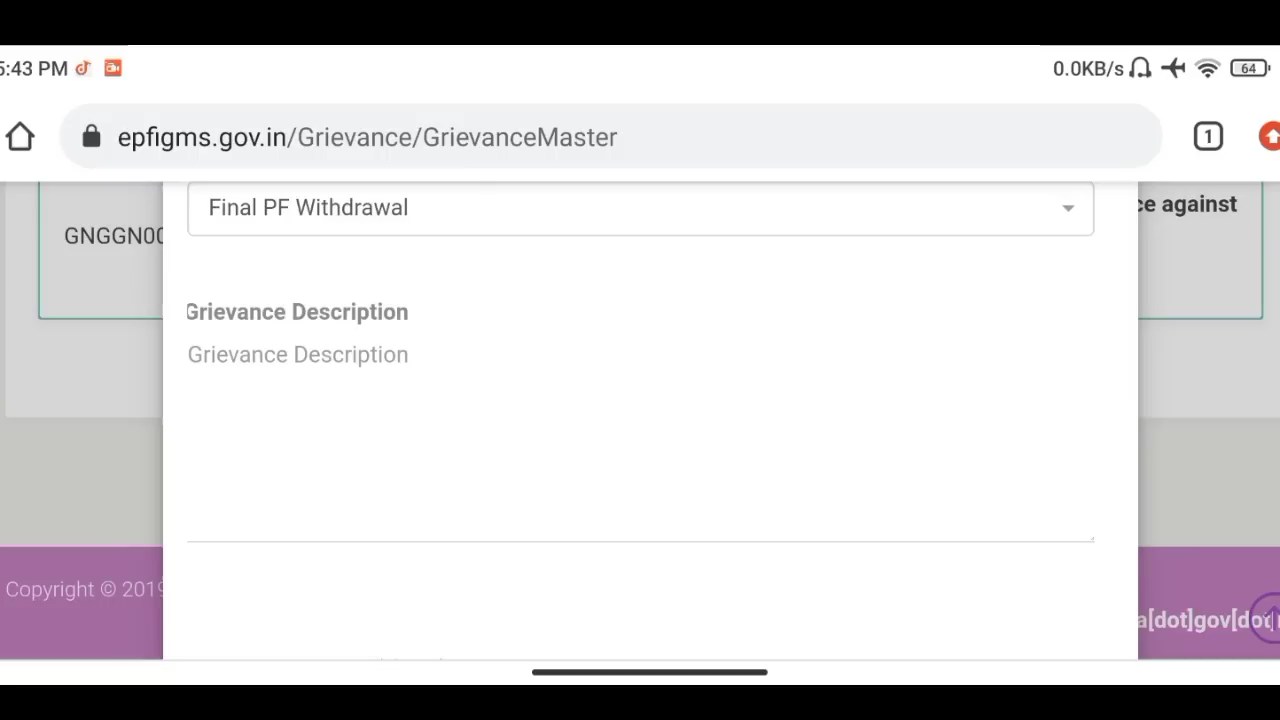 5:43 PM
0.0KB/s
64
epfigms.gov.in/Grievance/GrievanceMaster
1
Final PF Withdrawal
ce against
GNGGN00
Grievance Description
Grievance Description
Copyright © 2019
a[dot]gov[dot]